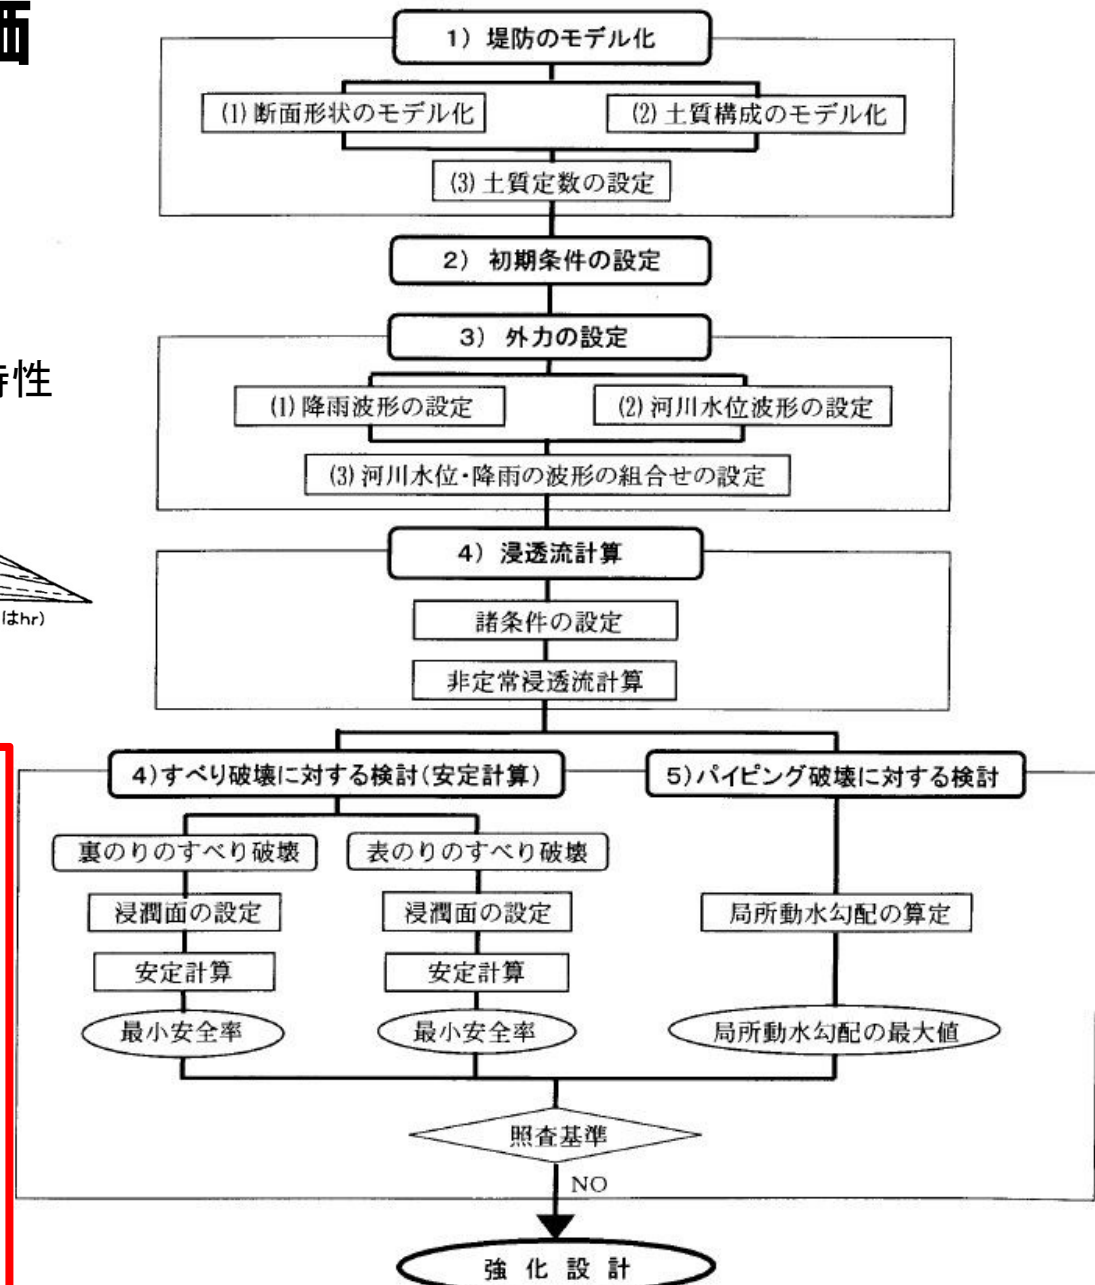 価
1) 堤防のモデル化
(1) 断面形状のモデル化
(2) 土質構成のモデル化
(3) 土質定数の設定
2) 初期条件の設定
3) 外力の設定
特性
(1) 降雨波形の設定
(2) 河川水位波形の設定
(3) 河川水位・降雨の波形の組合せの設定
4) 浸透流計算
諸条件の設定
はhr)
非定常浸透流計算
4)すべり破壊に対する検討(安定計算)
5)パイピング破壊に対する検討
裏のりのすべり破壊
表のりのすべり破壊
浸潤面の設定
浸潤面の設定
局所動水勾配の算定
安定計算
安定計算
最小安全率
最小安全率
局所動水勾配の最大値
照査基準
NO
強化設計